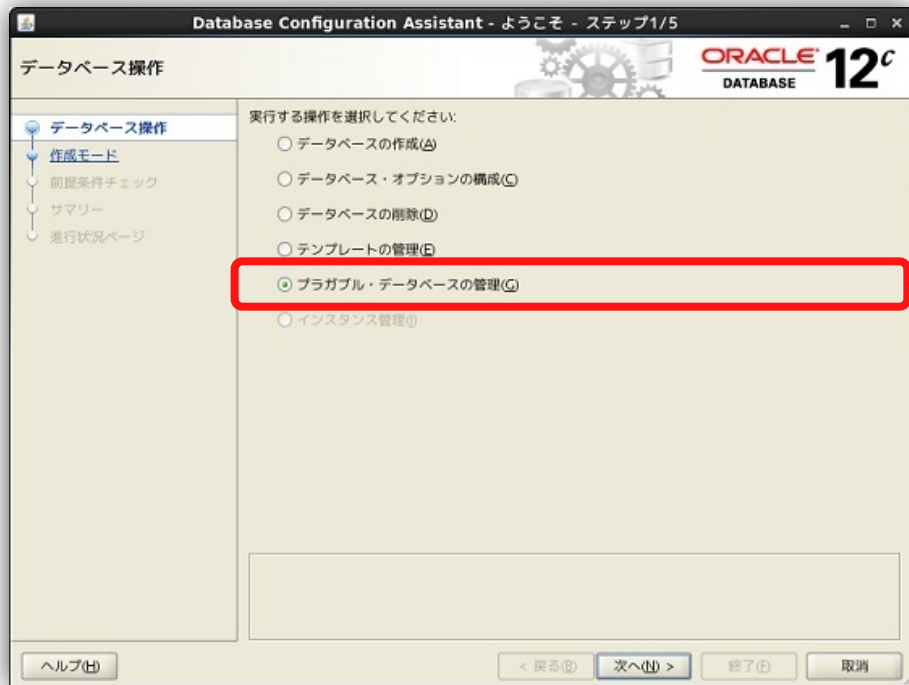 Database Configuration Assistant - ようこそ - ステップ1/5
データベース操作
ORACLE
DATABASE
12c
データベース操作
作成モード
前提条件チェック
サマリー
進行状況ページ
実行する操作を選択してください:
データベースの作成(A)
データベース・オプションの構成(C)
データベースの削除(D)
テンプレートの管理(E)
プラガブル・データベースの管理(G)
インスタンス管理(I)
ヘルプ(H)
< 戻る(B)
次へ(N) >
終了(F)
取消